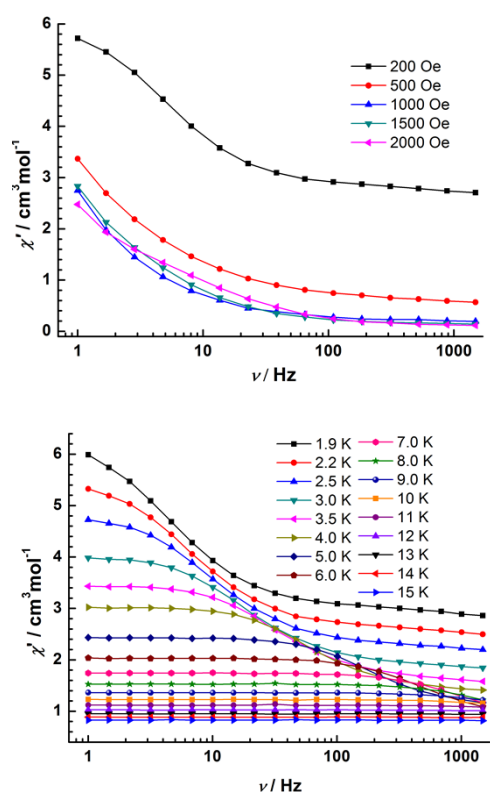 6
5
4
3
2
1
0
χ' / cm³mol⁻¹
200 Oe
500 Oe
1000 Oe
1500 Oe
2000 Oe
1 10 100 1000
ν / Hz
6
5
4
3
2
1
χ' / cm³mol⁻¹
1.9 K
2.2 K
2.5 K
3.0 K
3.5 K
4.0 K
5.0 K
6.0 K
7.0 K
8.0 K
9.0 K
10 K
11 K
12 K
13 K
14 K
15 K
1 10 100 1000
ν / Hz